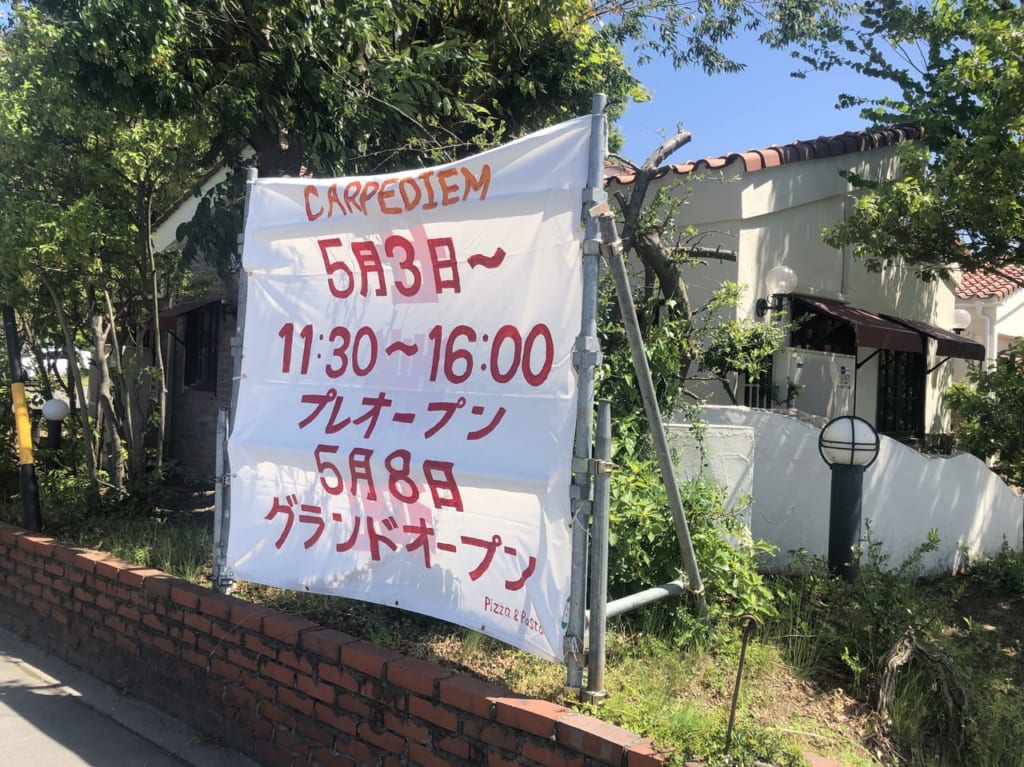 CARPEDIEM
5月3日〜
11:30〜16:00
プレオープン
5月8日
グランドオープン
Pizza & Pasta